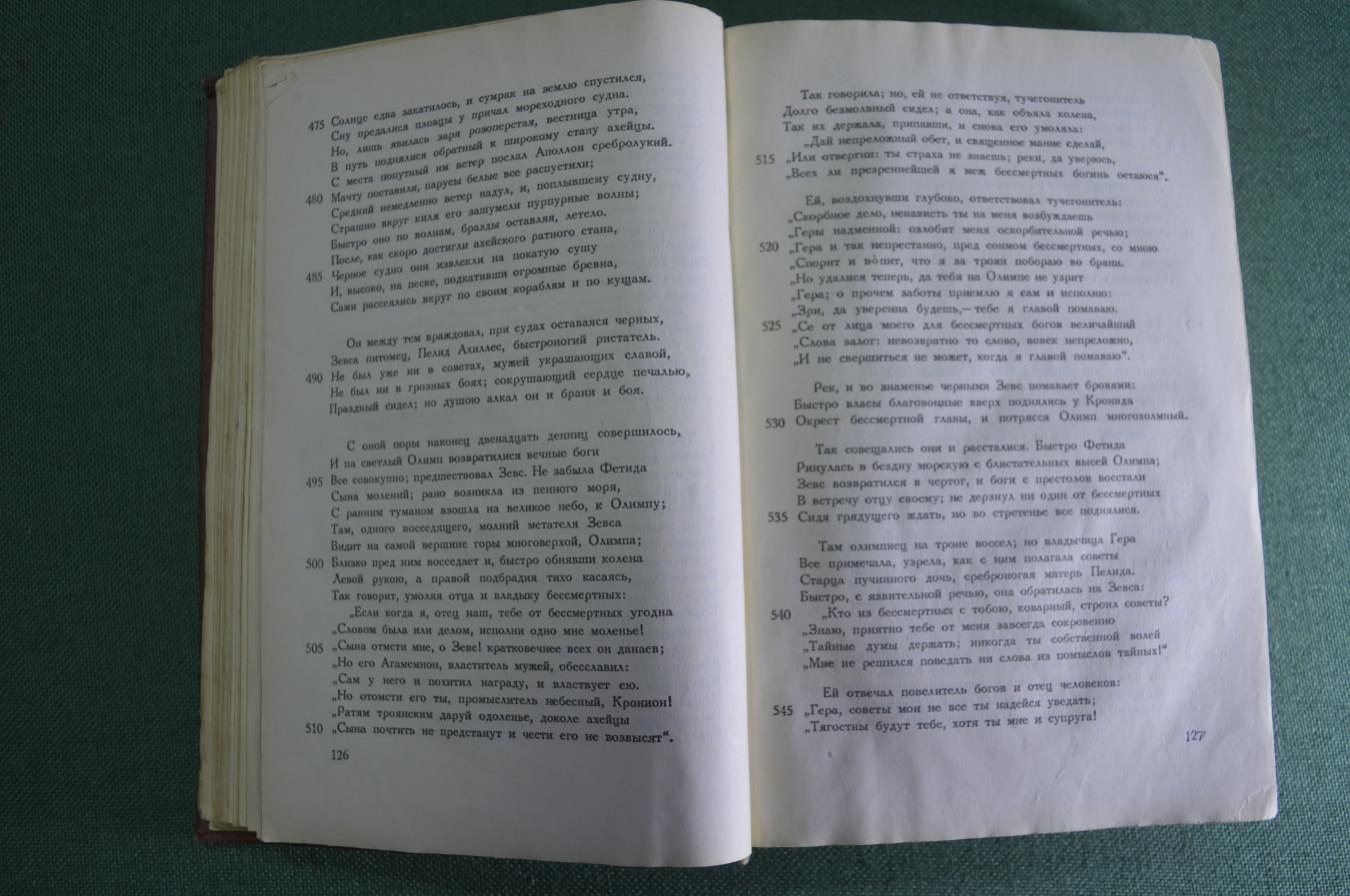 475 Солнце едва закатилось, и сумрак на землю спустился,
Сну предалися пловцы у причал мореходного судна.
Но, лишь явилась заря розоперстая, вестница утра,
В путь поднялися обратный к широкому стану ахейцы.
С места попутный им ветер послал Аполлон сребролукий.
480 Мачту поставили, парусы белые все распустили;
Средний немедленно ветер надул, и, поплывшему судну,
Страшно вкруг киля его зашумели пурпурные волны;
Быстро оно по волнам, бразды оставляя, летело.
После, как скоро достигли ахейского ратного стана,
485 Черное судно они извлекли на покатую сушу
И, высоко, на песке, подкативши огромные бревна,
Сами рассеялись вкруг по своим кораблям и по кущам.
Он между тем враждовал, при судах оставаяся черных,
Зевса питомец, Пелид Ахиллес, быстроногий ристатель.
490 Не был уже ни в советах, мужей украшающих славой,
Не был ни в грозных боях; сокрушающий сердце печалью,
Праздный сидел; но душою алкал он и брани и боя.
С оной поры наконец двенадцать денниц совершилось,
И на светлый Олимп возвратилися вечные боги
495 Все совокупно; предшествовал Зевс. Не забыла Фетида
Сына молений; рано возникла из пенного моря,
С ранним туманом взошла на великое небо, к Олимпу;
Там, одного восседящего, молний метателя Зевса
Видит на самой вершине горы многоверхой, Олимпа;
500 Близко пред ним восседает и, быстро обнявши колена
Левой рукою, а правой подбрадия тихо касаясь,
Так говорит, умоляя отца и владыку бессмертных:
„Если когда я, отец наш, тебе от бессмертных угодна
„Словом была или делом, исполни одно мне моленье!
505 „Сына отмсти мне, о Зевс! кратковечнее всех он данаев;
„Но его Агамемнон, властитель мужей, обесславил:
„Сам у него и похитил награду, и властвует ею.
„Но отомсти его ты, промыслитель небесный, Кронион!
„Ратям троянским даруй одоленье, доколе ахейцы
510 „Сына почтить не предстанут и чести его не возвысят“.
126
Так говорила; но, ей не ответствуя, тучегонитель
Долго безмолвный сидел; а она, как объяла колена,
Так их держала, припавши, и снова его умоляла:
„Дай непреложный обет, и священное мание сделай,
515 „Или отвергни: ты страха не знаешь; реки, да уверюсь,
„Всех ли презреннейшей я меж бессмертных богинь остаюся“.
Ей, воздохнувши глубоко, ответствовал тучегонитель:
„Скорбное дело, ненависть ты на меня возбуждаешь
„Геры надменной: озлобит меня оскорбительной речью;
520 „Гера и так непрестанно, пред сонмом бессмертных, со мною
„Спорит и во̀пит, что я за троян побораю во брани.
„Но удалися теперь, да тебя на Олимпе не узрит
„Гера; о прочем заботы приемлю я сам и исполню:
„Зри, да уверенна будешь,— тебе я главой помаваю.
525 „Се от лица моего для бессмертных богов величайший
„Слова залог: невозвратно то слово, вовек непреложно,
„И не свершиться не может, когда я главой помаваю“.
Рек, и во знаменье черными Зевс помавает бровями:
Быстро власы благовонные вверх поднялись у Кронида
530 Окрест бессмертной главы, и потрясся Олимп многохолмный.
Так совещались они и рассталися. Быстро Фетида
Ринулась в бездну морскую с блистательных высей Олимпа;
Зевс возвратился в чертог, и боги с престолов восстали
В встречу отцу своему; не дерзнул ни один от бессмертных
535 Сидя грядущего ждать, но во стретенье все поднялися.
Там олимпиец на троне воссел; но владычица Гера
Все примечала, узрела, как с ним полагала советы
Старца пучинного дочь, среброногая матерь Пелида.
Быстро, с язвительной речью, она обратилась на Зевса:
540 „Кто из бессмертных с тобою, коварный, строил советы?
„Знаю, приятно тебе от меня завсегда сокровенно
„Тайные думы держать; никогда ты собственной волей
„Мне не решился поведать ни слова из помыслов тайных!“
Ей отвечал повелитель богов и отец человеков:
545 „Гера, советы мои не все ты надейся уведать;
„Тягостны будут тебе, хотя ты мне и супруга!
127